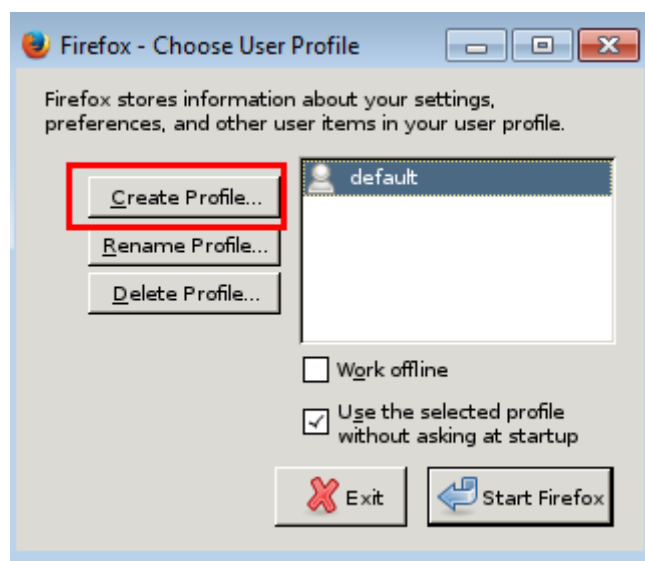 Firefox - Choose User Profile
Firefox stores information about your settings,
preferences, and other user items in your user profile.
Create Profile...
default
Rename Profile...
Delete Profile...
Work offline
Use the selected profile
without asking at startup
Exit
Start Firefox